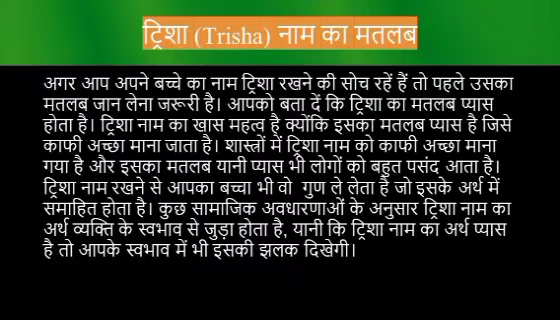 ट्रिशा (Trisha) नाम का मतलब
अगर आप अपने बच्चे का नाम ट्रिशा रखने की सोच रहें हैं तो पहले उसका
मतलब जान लेना जरूरी है। आपको बता दें कि ट्रिशा का मतलब प्यास
होता है। ट्रिशा नाम का खास महत्व है क्योंकि इसका मतलब प्यास है जिसे
काफी अच्छा माना जाता है। शास्त्रों में ट्रिशा नाम को काफी अच्छा माना
गया है और इसका मतलब यानी प्यास भी लोगों को बहुत पसंद आता है।
ट्रिशा नाम रखने से आपका बच्चा भी वो गुण ले लेता है जो इसके अर्थ में
समाहित होता है। कुछ सामाजिक अवधारणाओं के अनुसार ट्रिशा नाम का
अर्थ व्यक्ति के स्वभाव से जुड़ा होता है, यानी कि ट्रिशा नाम का अर्थ प्यास
है तो आपके स्वभाव में भी इसकी झलक दिखेगी।